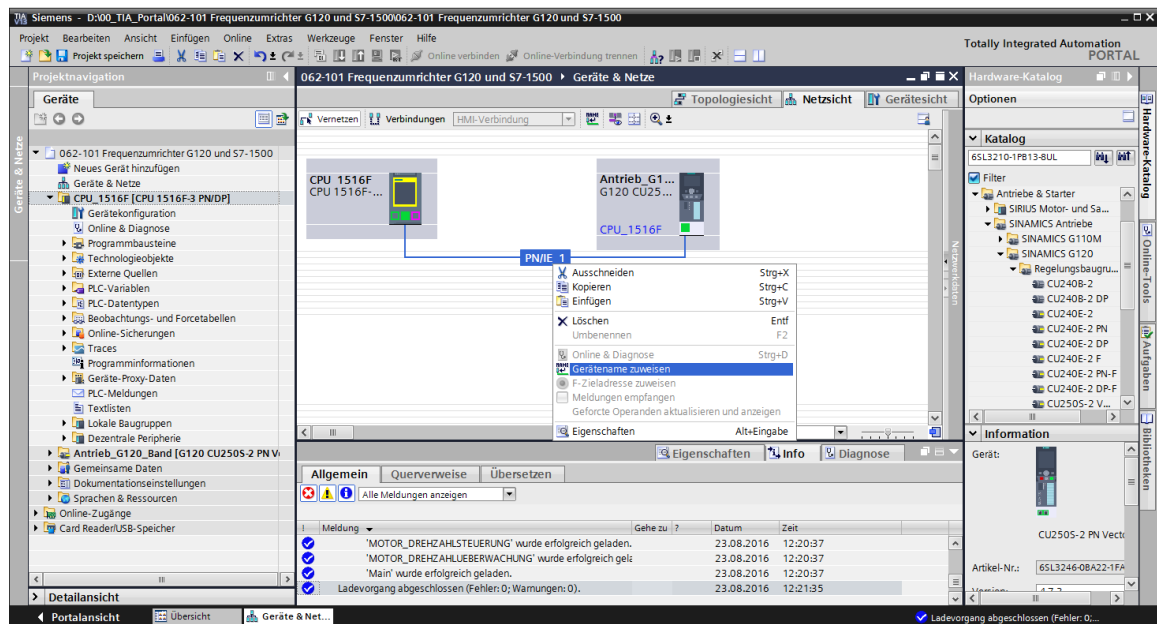 Siemens - D:\00_TIA_Portal\062-101 Frequenzumrichter G120 und S7-1500\062-101 Frequenzumrichter G120 und S7-1500
Projekt Bearbeiten Ansicht Einfügen Online Extras Werkzeuge Fenster Hilfe
Totally Integrated Automation
PORTAL
Projekt speichern
Online verbinden
Online-Verbindung trennen
Projektnavigation
Geräte
Geräte & Netze
062-101 Frequenzumrichter G120 und S7-1500
Neues Gerät hinzufügen
Geräte & Netze
CPU_1516F [CPU 1516F-3 PN/DP]
Gerätekonfiguration
Online & Diagnose
Programmbausteine
Technologieobjekte
Externe Quellen
PLC-Variablen
PLC-Datentypen
Beobachtungs- und Forcetabellen
Online-Sicherungen
Traces
Programminformationen
Geräte-Proxy-Daten
PLC-Meldungen
Textlisten
Lokale Baugruppen
Dezentrale Peripherie
Antrieb_G120_Band [G120 CU250S-2 PN V
Gemeinsame Daten
Dokumentationseinstellungen
Sprachen & Ressourcen
Online-Zugänge
Card Reader/USB-Speicher
Detailansicht
062-101 Frequenzumrichter G120 und S7-1500 Geräte & Netze
Topologiesicht Netzsicht Gerätesicht
Vernetzen Verbindungen HMI-Verbindung
CPU 1516F
CPU 1516F-...
Antrieb_G1...
G120 CU25...
CPU_1516F
PN/IE_1
Netzwerkdaten
Ausschneiden Strg+X
Kopieren Strg+C
Einfügen Strg+V
Löschen Entf
Umbenennen F2
Online & Diagnose Strg+D
Gerätename zuweisen
F-Zieladresse zuweisen
Meldungen empfangen
Geforcte Operanden aktualisieren und anzeigen
Eigenschaften Alt+Eingabe
Eigenschaften Info Diagnose
Allgemein Querverweise Übersetzen
Alle Meldungen anzeigen
! Meldung Gehe zu ? Datum Zeit
'MOTOR_DREHZAHLSTEUERUNG' wurde erfolgreich geladen. 23.08.2016 12:20:37
'MOTOR_DREHZAHLUEBERWACHUNG' wurde erfolgreich gela 23.08.2016 12:20:37
'Main' wurde erfolgreich geladen. 23.08.2016 12:20:37
Ladevorgang abgeschlossen (Fehler: 0; Warnungen: 0). 23.08.2016 12:21:35
Hardware-Katalog
Optionen
Katalog
6SL3210-1PB13-8UL
Filter
Antriebe & Starter
SIRIUS Motor- und Sa...
SINAMICS Antriebe
SINAMICS G110M
SINAMICS G120
Regelungsbaugru...
CU240B-2
CU240B-2 DP
CU240E-2
CU240E-2 PN
CU240E-2 DP
CU240E-2 F
CU240E-2 PN-F
CU240E-2 DP-F
CU250S-2 V...
Information
Gerät:
CU250S-2 PN Vecto
Artikel-Nr.: 6SL3246-0BA22-1FA
Hardware-Katalog
Online-Tools
Aufgaben
Bibliotheken
Portalansicht Übersicht Geräte & Net...
Ladevorgang abgeschlossen (Fehler: 0;...